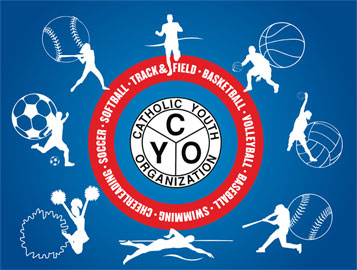 CHEERLEADING · SOCCER · SOFTBALL · TRACK & FIELD · BASKETBALL · VOLLEYBALL · BASEBALL · SWIMMING ·
CATHOLIC YOUTH
C
Y O
ORGANIZATION